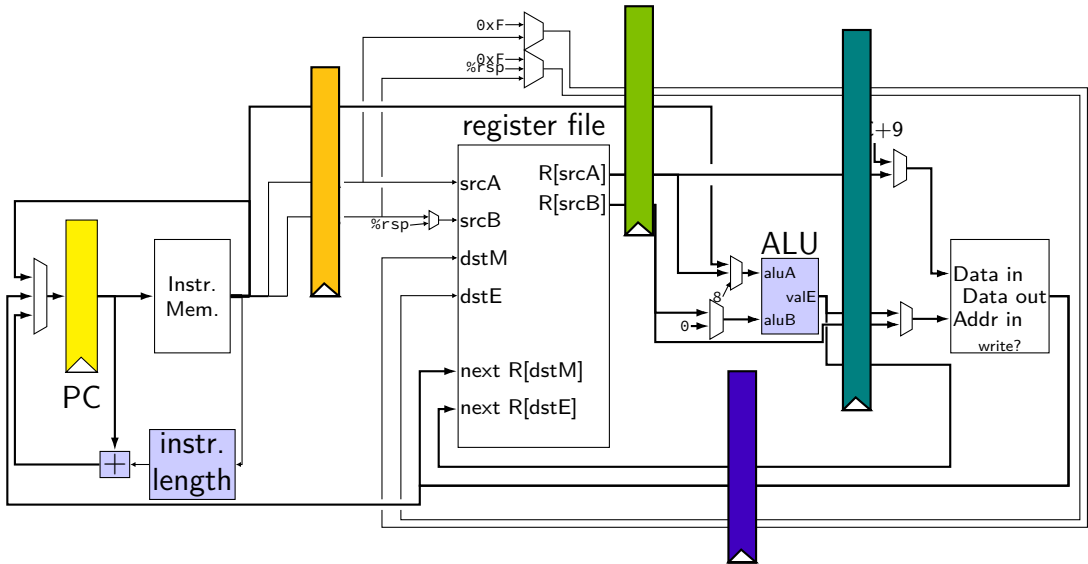 0xF
0xF
%rsp
register file
+9
R[srcA]
srcA
R[srcB]
srcB
%rsp
dstM
ALU
Instr.
Mem.
aluA
valE
aluB
8
0
Data in
Data out
Addr in
write?
dstE
next R[dstM]
next R[dstE]
PC
+
instr.
length